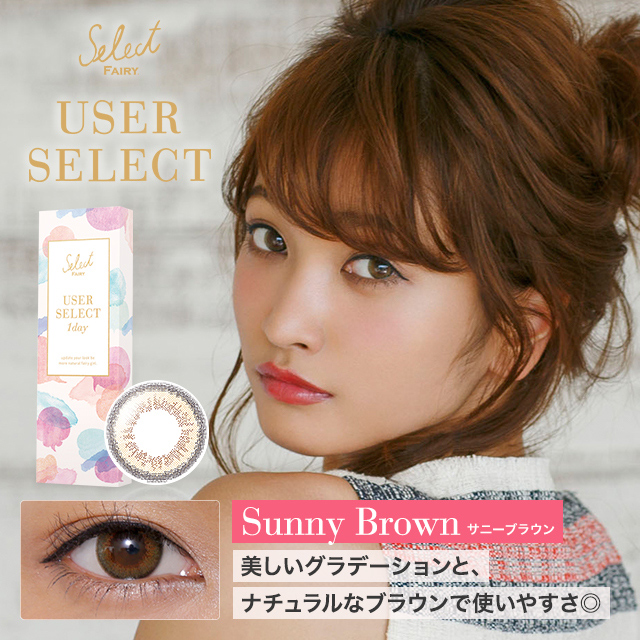 Select
FAIRY
USER
SELECT
Select
FAIRY
USER
SELECT
1day
Sunny Brown サニーブラウン
美しいグラデーションと、
ナチュラルなブラウンで使いやすさ◎